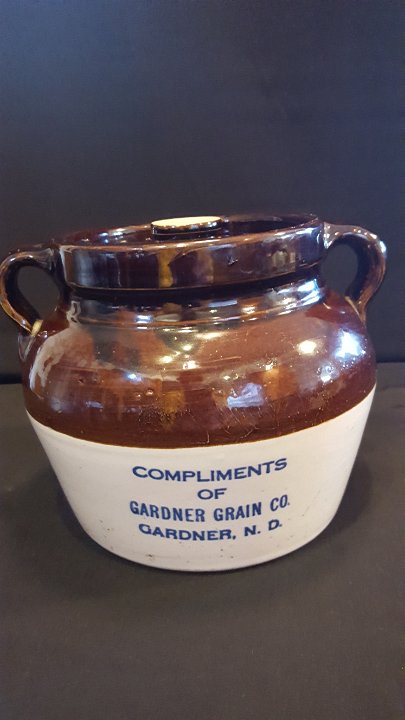 COMPLIMENTS
OF
GARDNER GRAIN CO.
GARDNER, N. D.